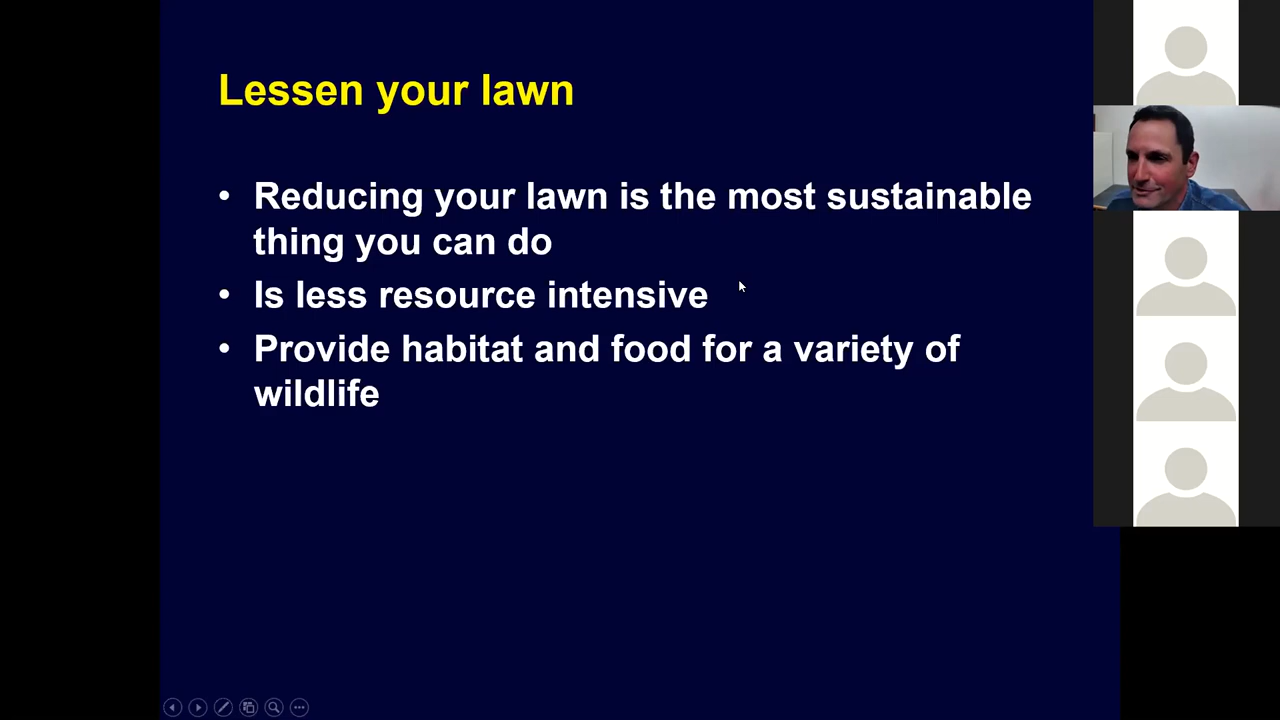 Lessen your lawn
• Reducing your lawn is the most sustainable
thing you can do
• Is less resource intensive
• Provide habitat and food for a variety of
wildlife